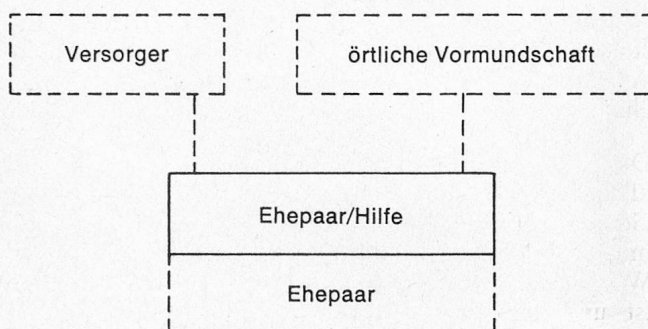 Versorger
örtliche Vormundschaft
Ehepaar/Hilfe
Ehepaar